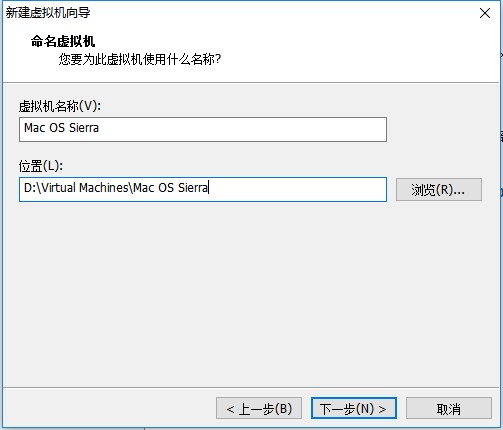 新建虚拟机向导
命名虚拟机
您要为此虚拟机使用什么名称?
虚拟机名称(V):
Mac OS Sierra
位置(L):
D:\Virtual Machines\Mac OS Sierra
浏览(R)...
< 上一步(B)
下一步(N) >
取消